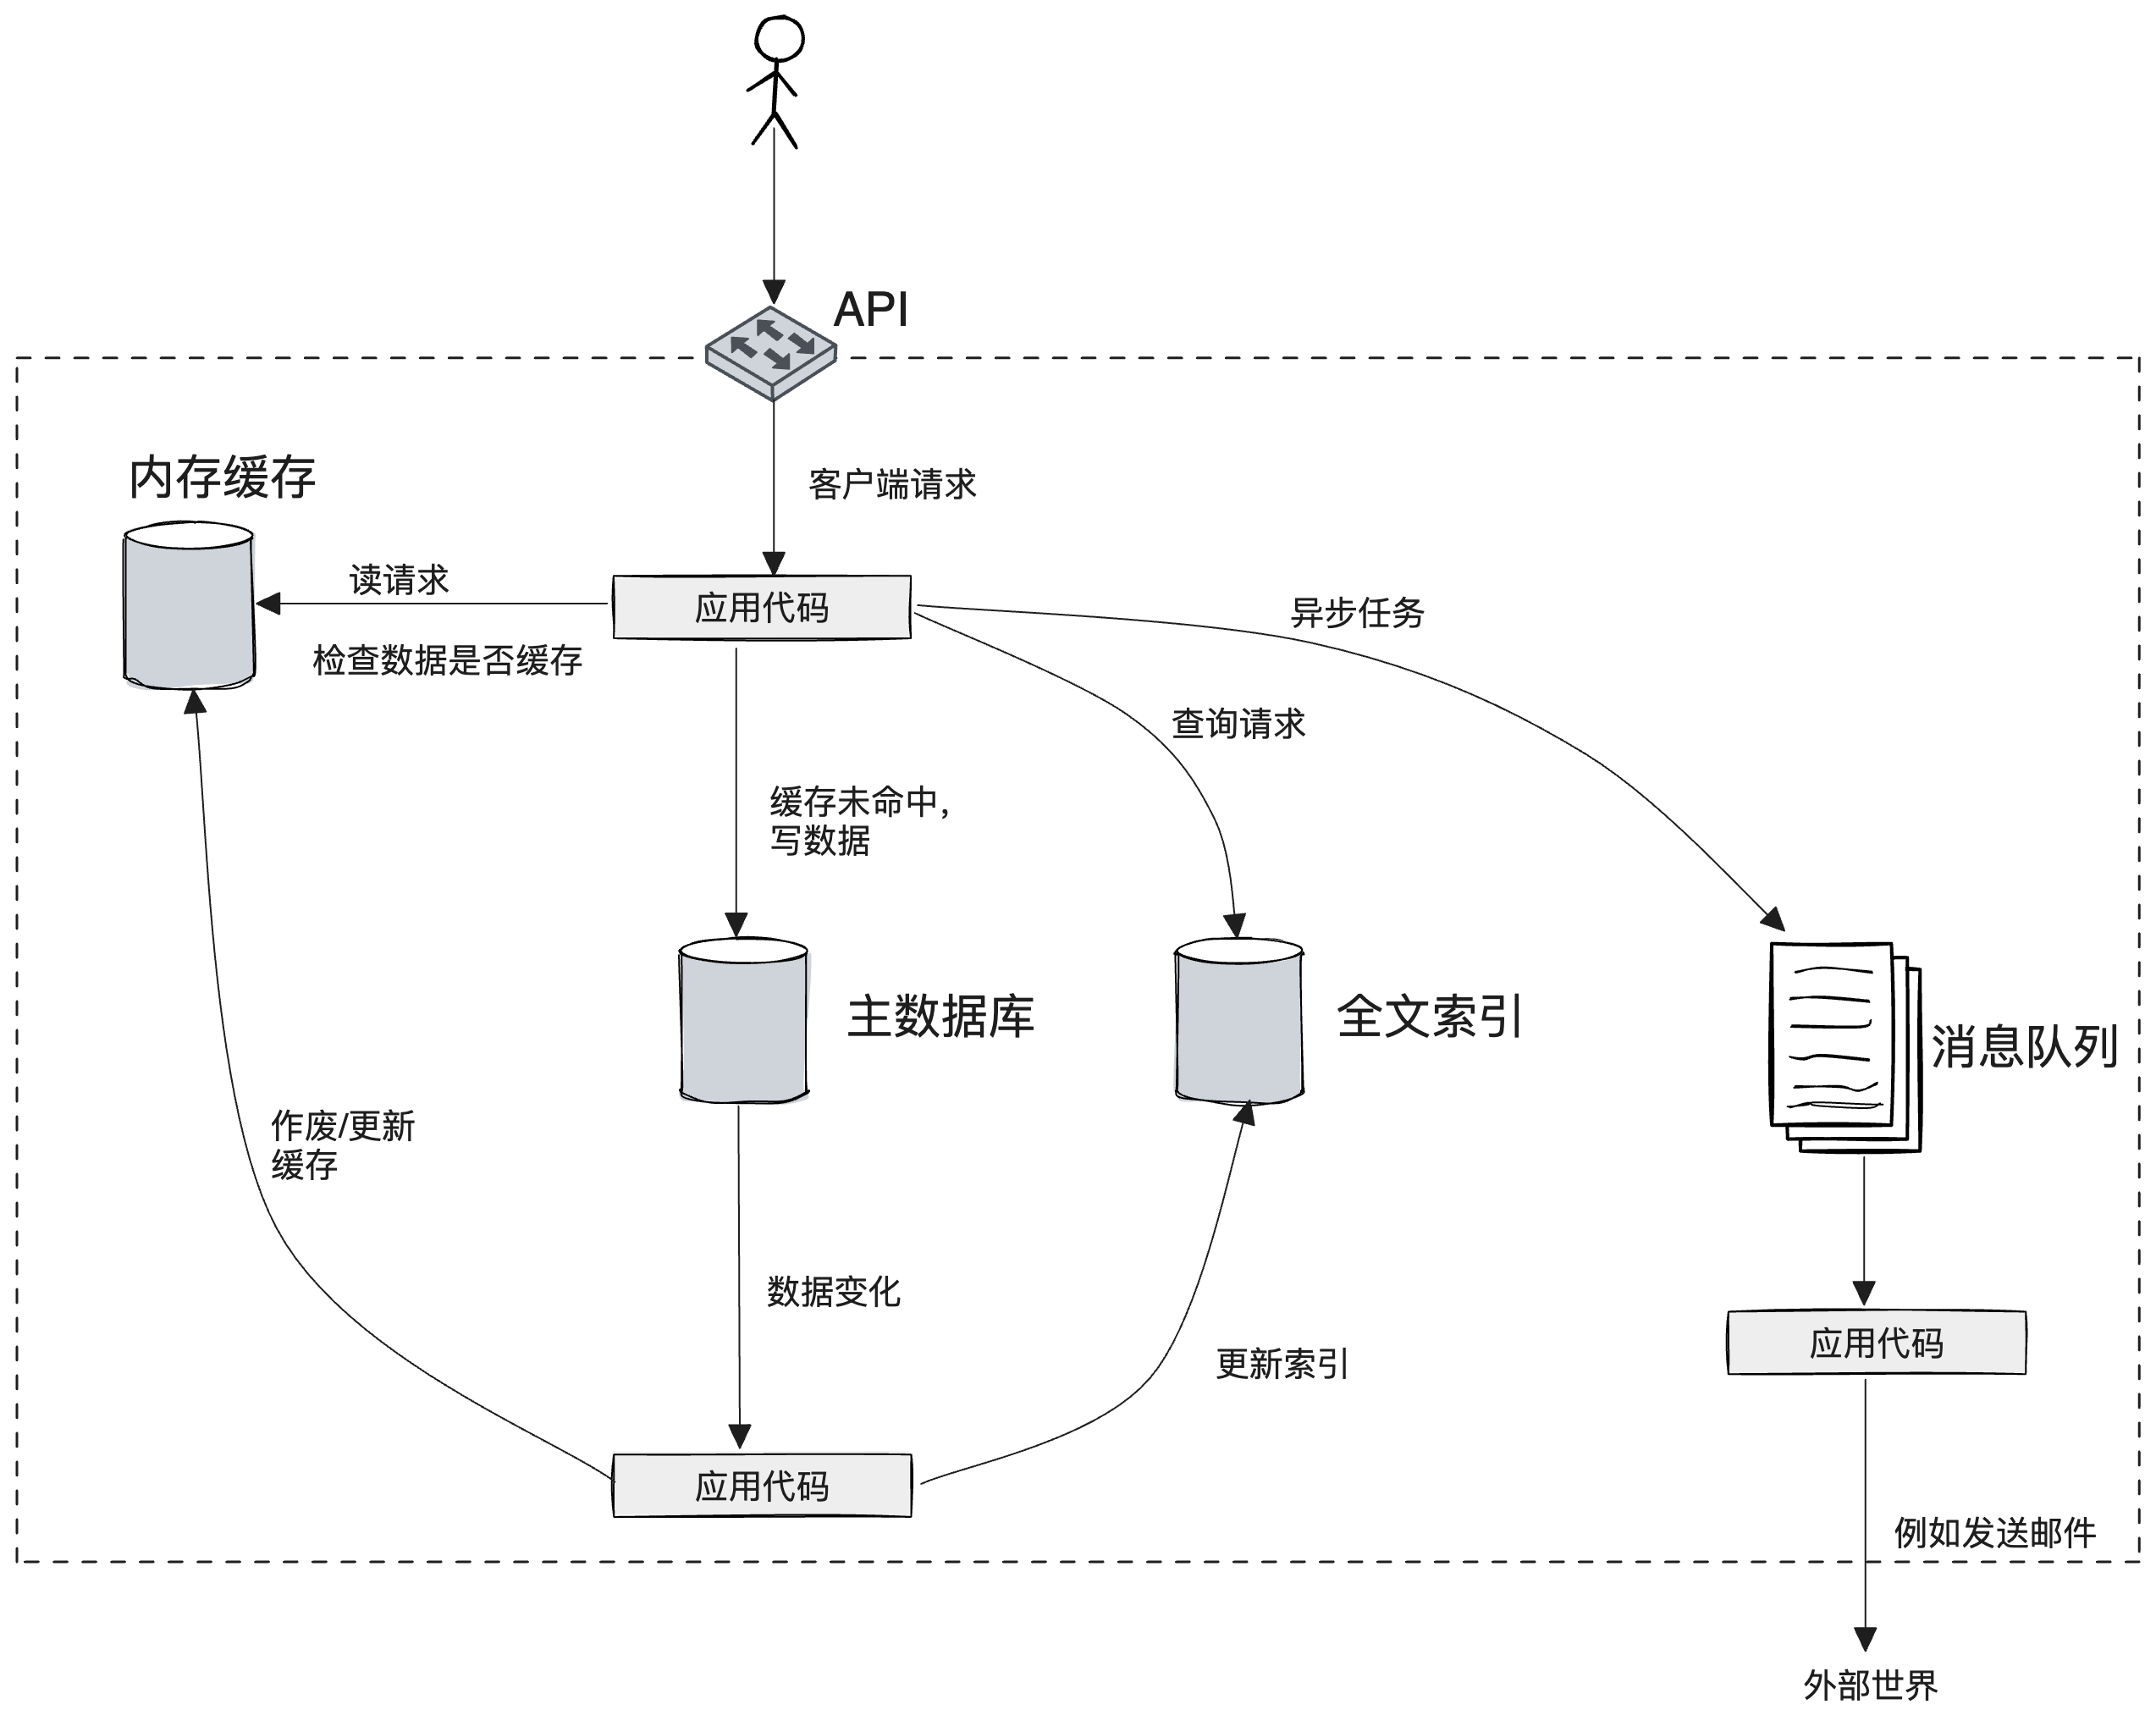 API
客户端请求
内存缓存
读请求
应用代码
异步任务
检查数据是否缓存
查询请求
缓存未命中，
写数据
主数据库
全文索引
消息队列
作废/更新
缓存
数据变化
应用代码
更新索引
应用代码
例如发送邮件
外部世界